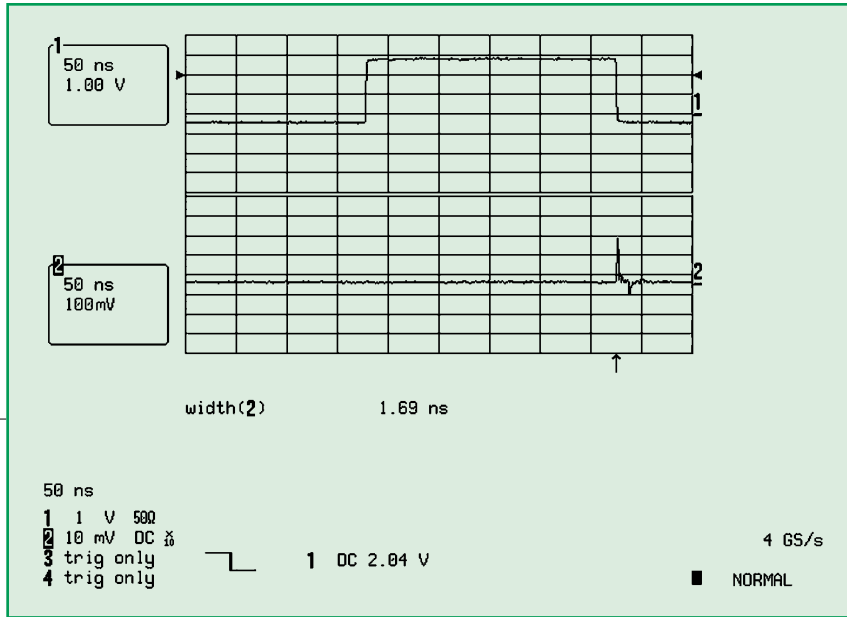 1
50 ns
1.00 V
1
2
50 ns
100mV
2
width(2) 1.69 ns
50 ns
1 1 V 50Ω
2 10 mV DC X10
3 trig only
4 trig only
1 DC 2.04 V
4 GS/s
NORMAL